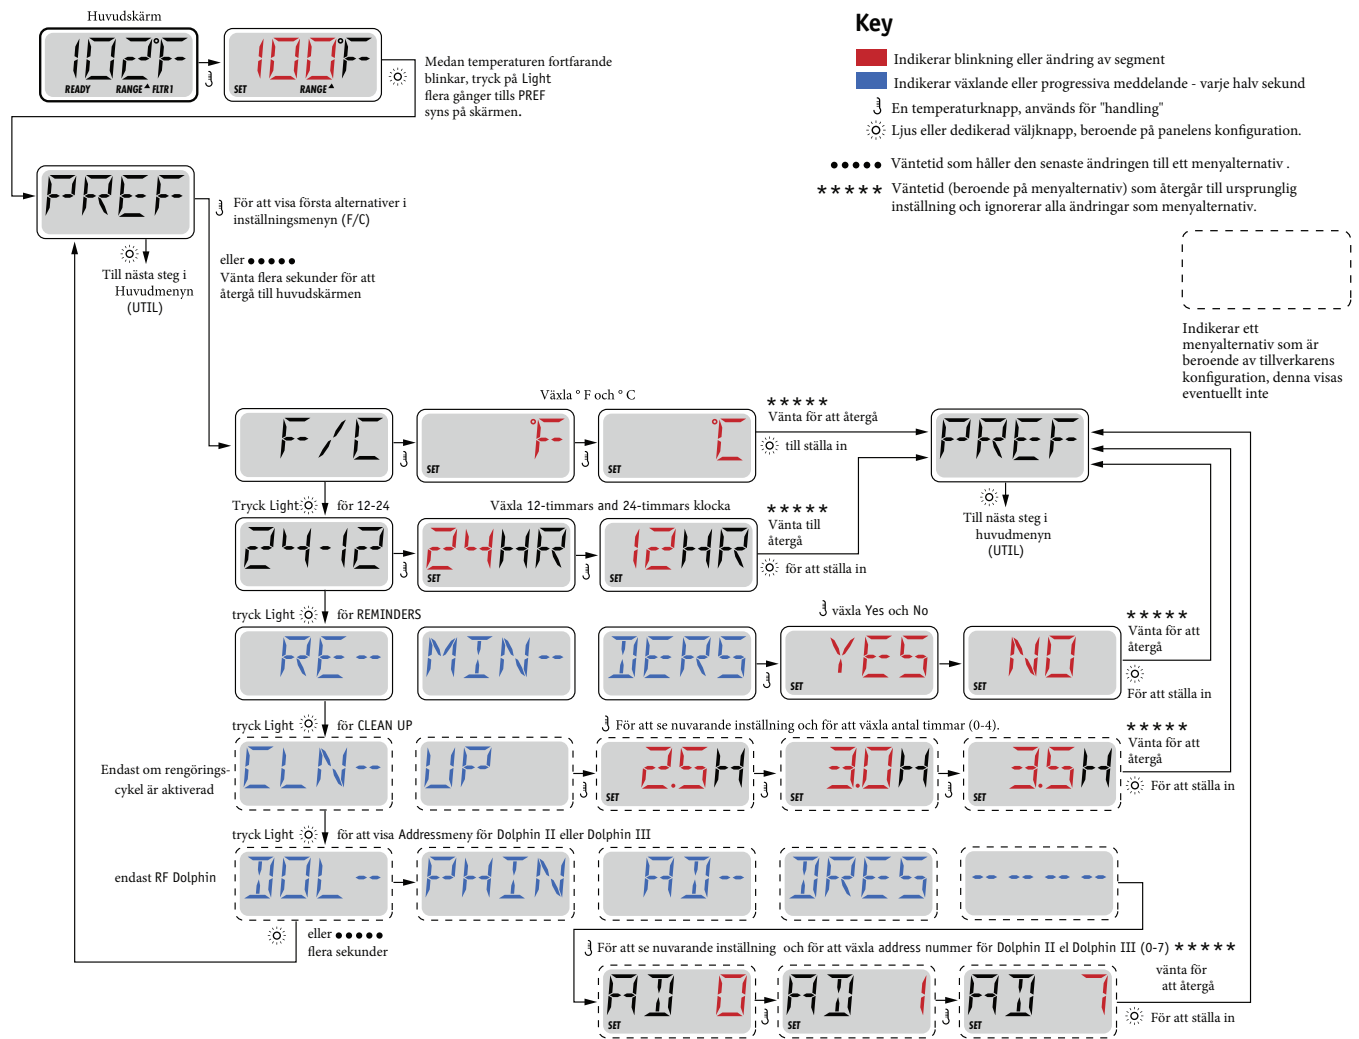 Huvudskärm
102°F
READY RANGE FLTR1
100°F
SET RANGE
Medan temperaturen fortfarande
blinkar, tryck på Light
flera gånger tills PREF
syns på skärmen.
Key
Indikerar blinkning eller ändring av segment
Indikerar växlande eller progressiva meddelande - varje halv sekund
En temperaturknapp, används för "handling"
Ljus eller dedikerad väljknapp, beroende på panelens konfiguration.
Väntetid som håller den senaste ändringen till ett menyalternativ .
***** Väntetid (beroende på menyalternativ) som återgår till ursprunglig
inställning och ignorerar alla ändringar som menyalternativ.
Indikerar ett
menyalternativ som är
beroende av tillverkarens
konfiguration, denna visas
eventuellt inte
PREF
För att visa första alternativer i
inställningsmenyn (F/C)
eller •••••
Vänta flera sekunder för att
återgå till huvudskärmen
Till nästa steg i
Huvudmenyn
(UTIL)
Växla ° F och ° C
F/C
°F
SET
°C
SET
*****
Vänta för att återgå
till ställa in
PREF
Till nästa steg i
huvudmenyn
(UTIL)
Tryck Light för 12-24
Växla 12-timmars and 24-timmars klocka
24-12
24HR
SET
12HR
SET
*****
Vänta till
återgå
för att ställa in
tryck Light för REMINDERS
växla Yes och No
RE--
MIN--
DERS
YES
SET
NO
SET
*****
Vänta för att
återgå
För att ställa in
tryck Light för CLEAN UP
För att se nuvarande inställning och för att växla antal timmar (0-4).
Endast om rengörings-
cykel är aktiverad
CLN--
UP
2.5H
SET
3.0H
SET
3.5H
SET
*****
Vänta för att
återgå
För att ställa in
tryck Light för att visa Addressmeny för Dolphin II eller Dolphin III
endast RF Dolphin
DOL--
PHIN
AD--
DRES
-- -- -- -- --
eller •••••
flera sekunder
För att se nuvarande inställning och för att växla address nummer för Dolphin II el Dolphin III (0-7) *****
AD 0
SET
AD 1
SET
AD 7
SET
vänta för
att återgå
För att ställa in